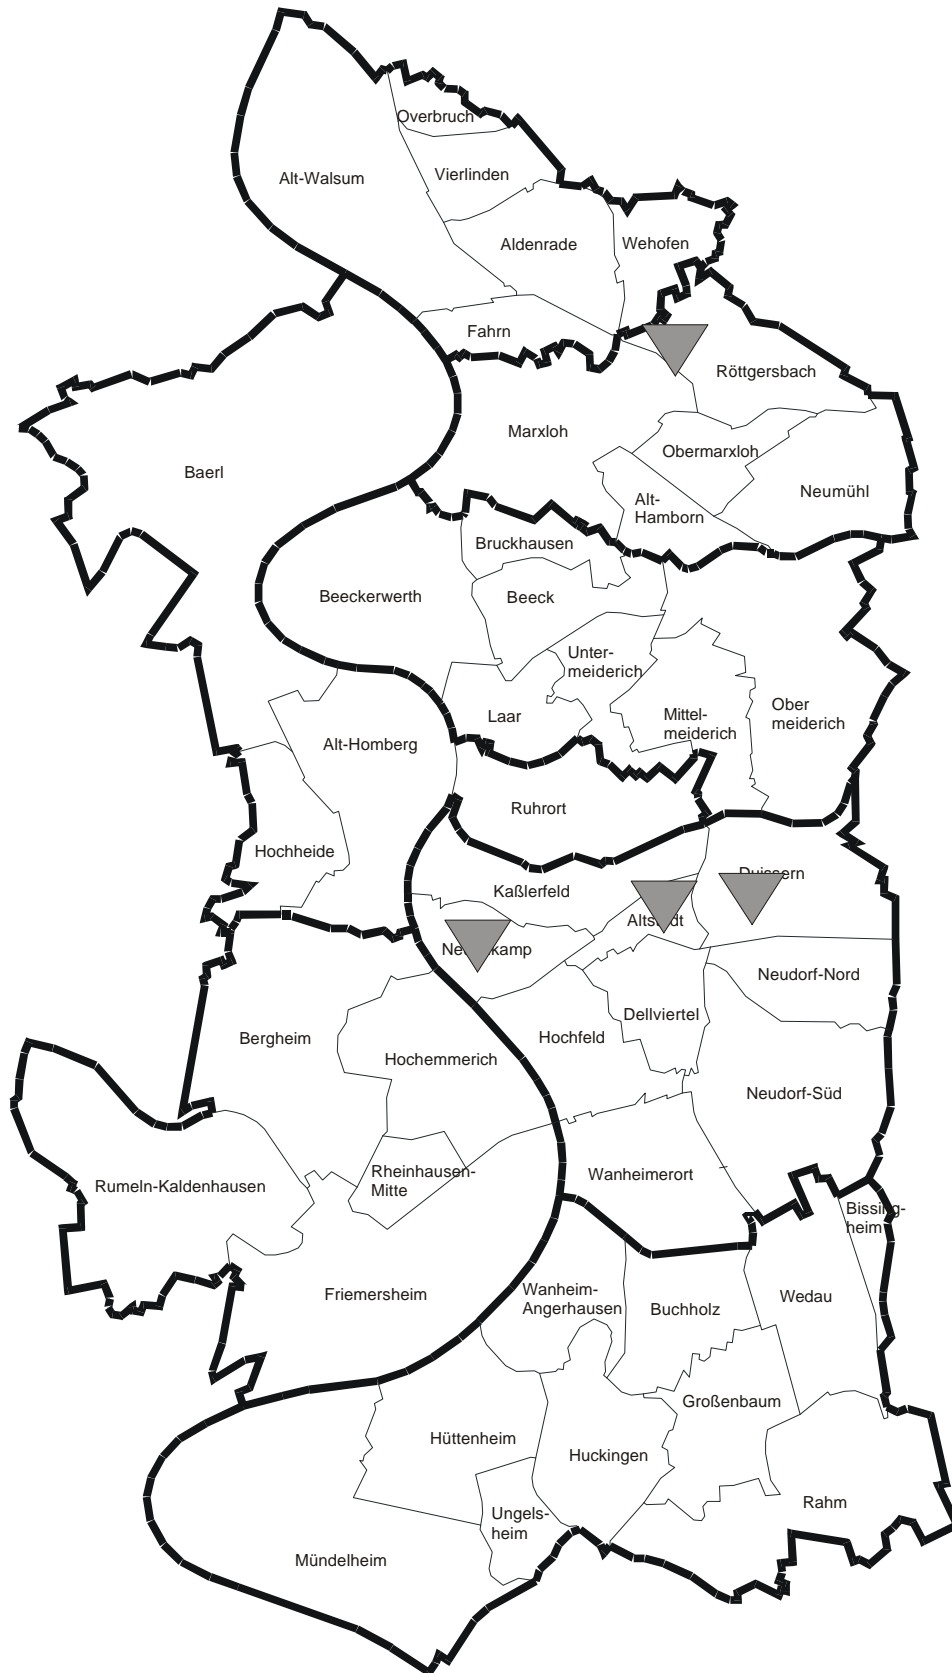 Overbruch
Vierlinden
Alt-Walsum
Aldenrade
Wehofen
Fahrn
Röttgersbach
Marxloh
Obermarxloh
Baerl
Neumühl
Alt-
Hamborn
Bruckhausen
Beeckerwerth
Beeck
Unter-
meiderich
Laar
Mittel-
meiderich
Ober
meiderich
Alt-Homberg
Ruhrort
Hochheide
Kaßlerfeld
Neudorf-Nord
Dellviertel
Hochfeld
Bergheim
Hochemmerich
Neudorf-Süd
Rheinhausen-
Mitte
Wanheimerort
Rumeln-Kaldenhausen
Bissing-
heim
Friemersheim
Wanheim-
Angerhausen
Buchholz
Wedau
Großenbaum
Hüttenheim
Huckingen
Rahm
Ungels-
heim
Mündelheim